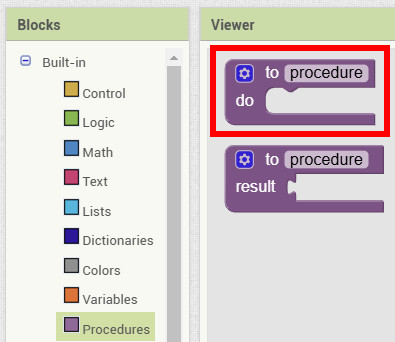 Blocks
Built-in
Control
Logic
Math
Text
Lists
Dictionaries
Colors
Variables
Procedures
Viewer
to procedure
do
to procedure
result